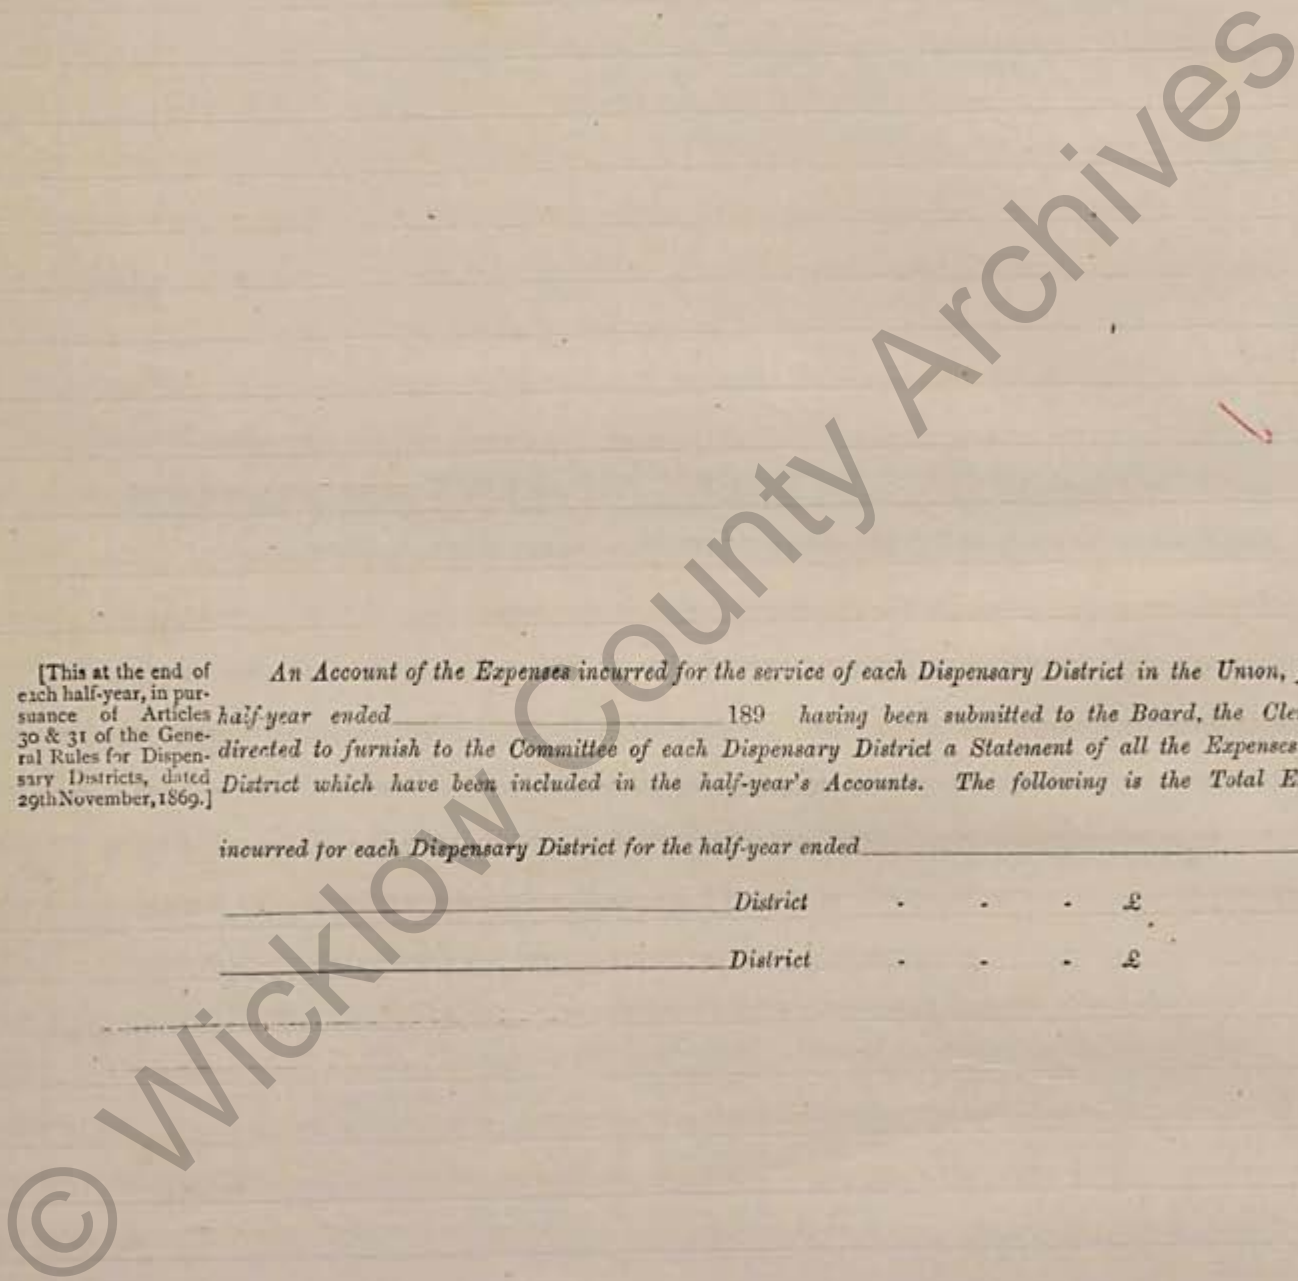 [This at the end of
each half-year, in pur-
suance of Articles
30 & 31 of the Gene-
ral Rules for Dispen-
sary Districts, dated
29th November, 1869.]
An Account of the Expenses incurred for the service of each Dispensary District in the Union,
half-year ended 189 having been submitted to the Board, the Cle
directed to furnish to the Committee of each Dispensary District a Statement of all the Expenses
District which have been included in the half-year's Accounts. The following is the Total E
incurred for each Dispensary District for the half-year ended
District - - - £
District - - - £
© Wicklow County Archives